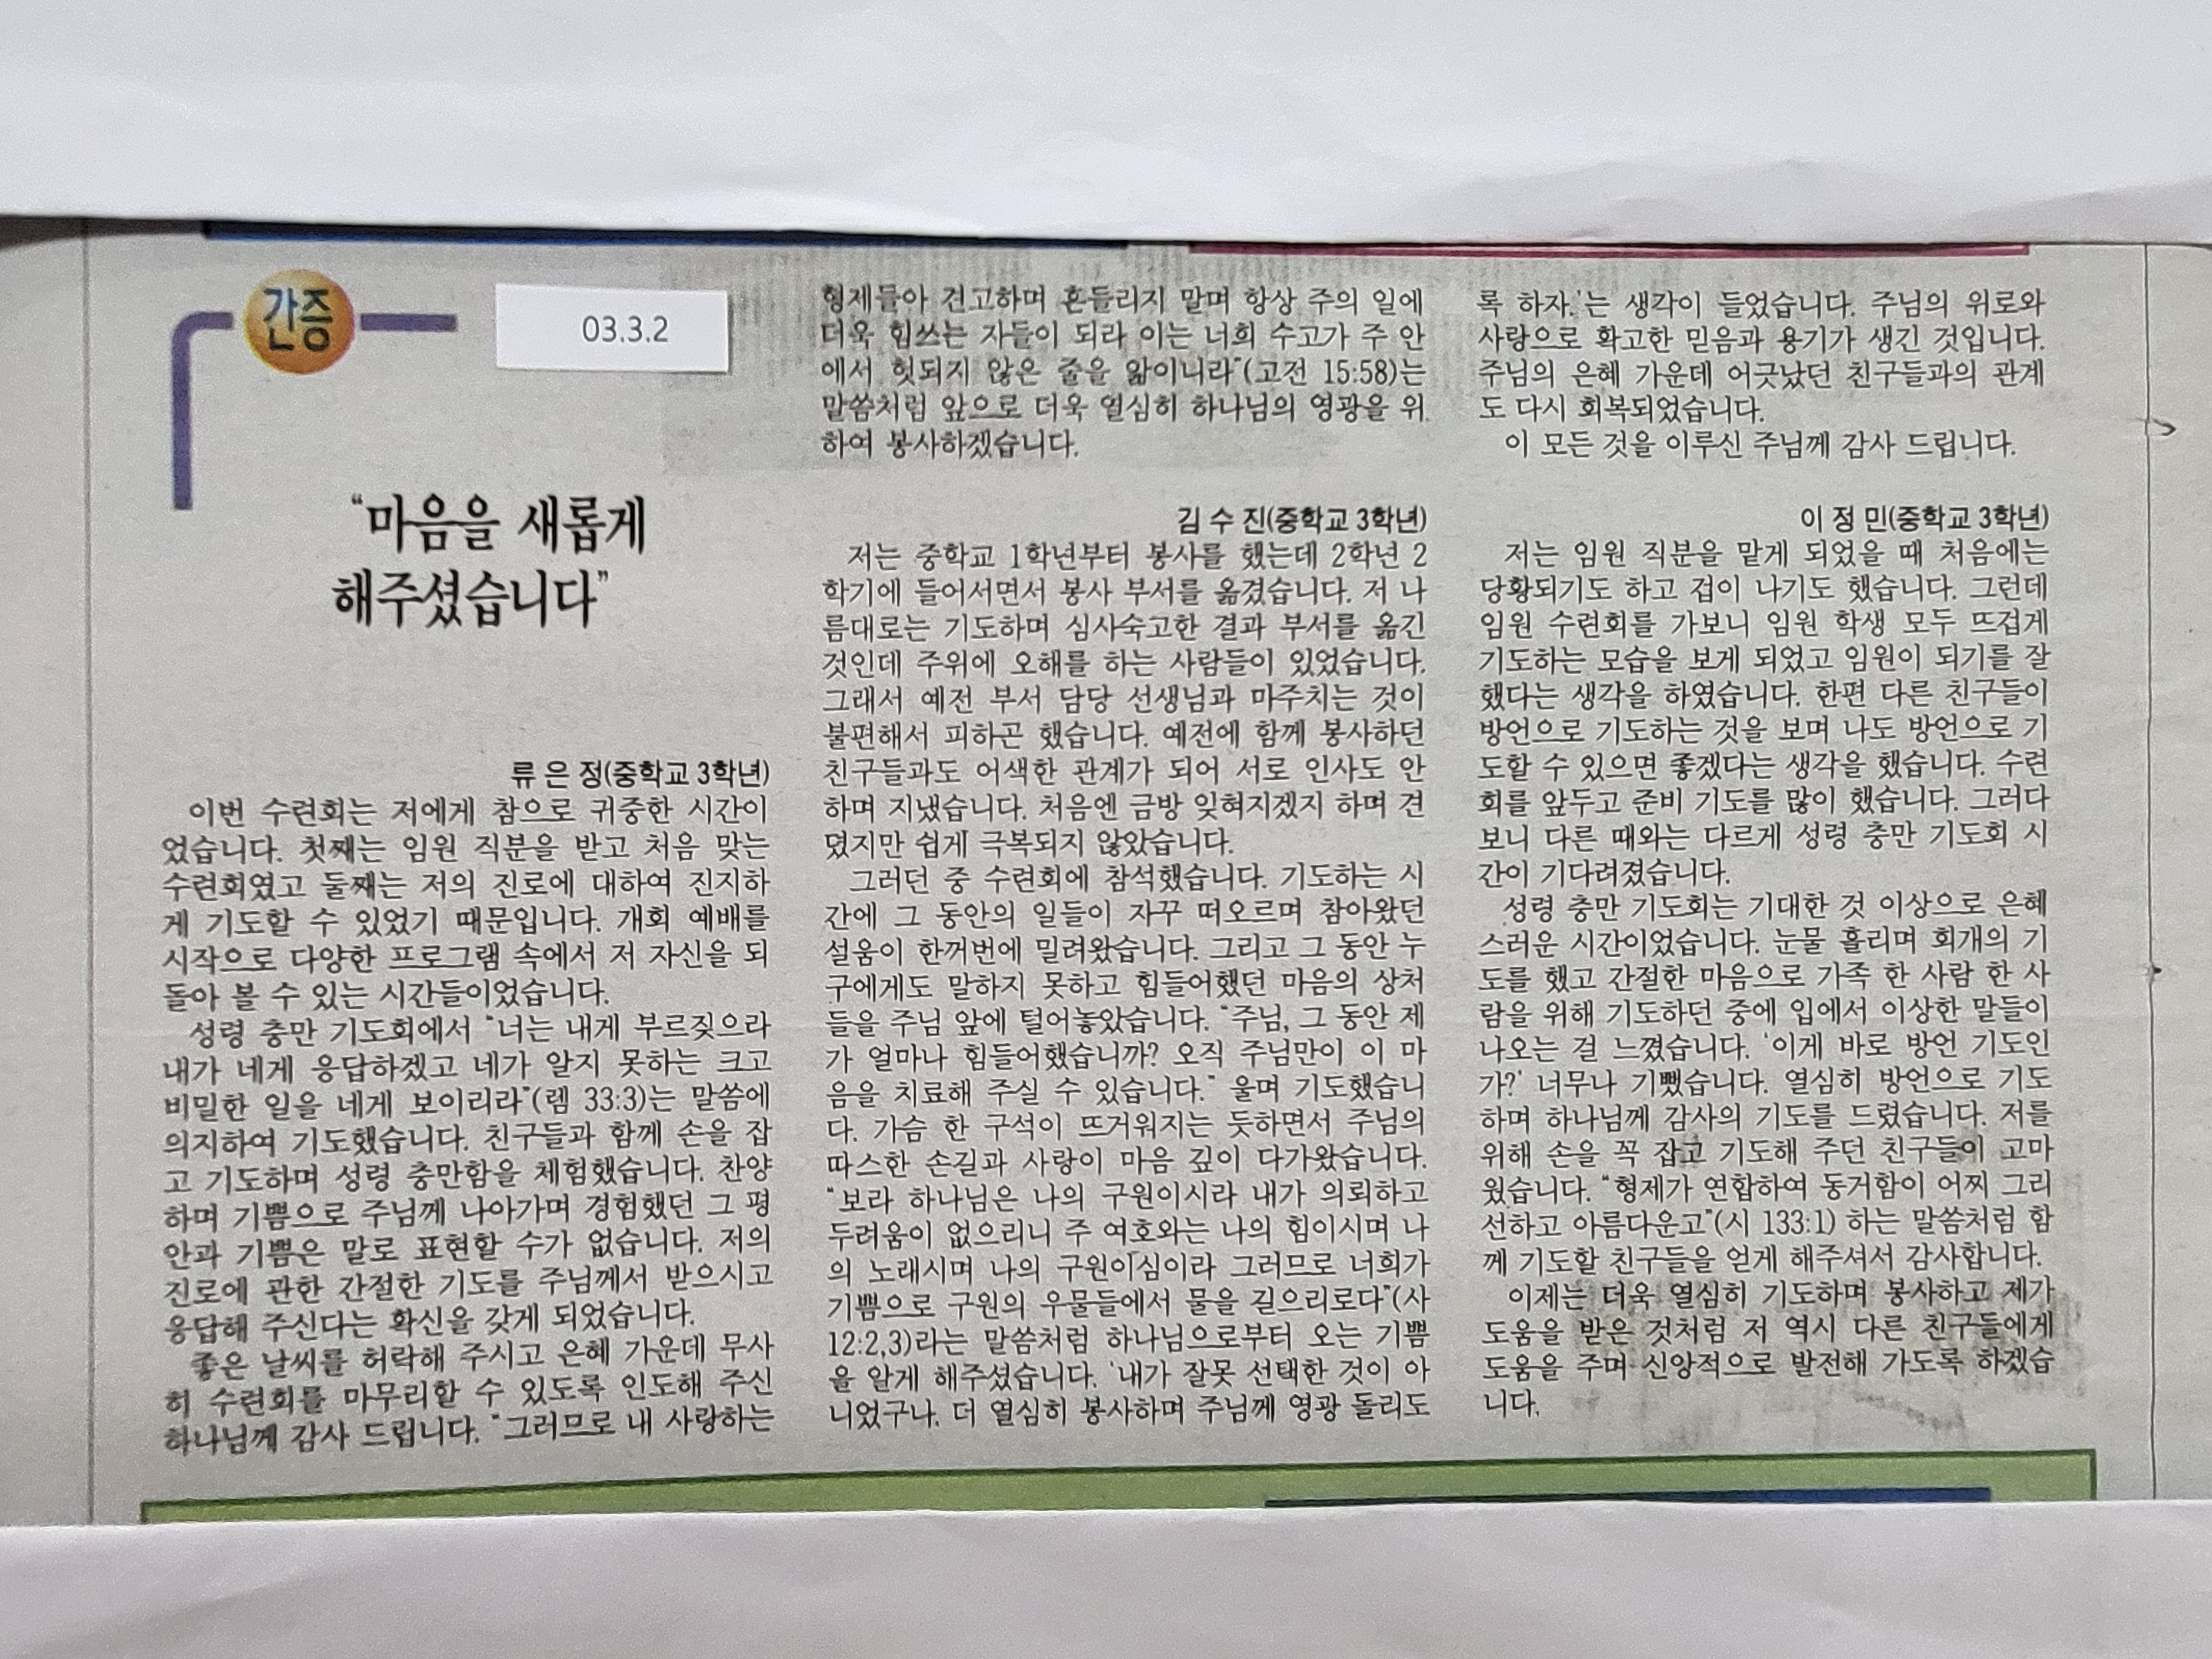 간증
03.3.2
“마음을 새롭게
해주셨습니다”
류 은 정(중학교 3학년)
이번 수련회는 저에게 참으로 귀중한 시간이
었습니다. 첫째는 임원 직분을 받고 처음 맞는
수련회였고 둘째는 저의 진로에 대하여 진지하
게 기도할 수 있었기 때문입니다. 개회 예배를
시작으로 다양한 프로그램 속에서 저 자신을 되
돌아 볼 수 있는 시간들이었습니다.
성령 충만 기도회에서 “너는 내게 부르짖으라
내가 네게 응답하겠고 네가 알지 못하는 크고
비밀한 일을 네게 보이리라”(렘 33:3)는 말씀에
의지하여 기도했습니다. 친구들과 함께 손을 잡
고 기도하며 성령 충만함을 체험했습니다. 찬양
하며 기쁨으로 주님께 나아가며 경험했던 그 평
안과 기쁨은 말로 표현할 수가 없습니다. 저의
진로에 관한 간절한 기도를 주님께서 받으시고
응답해 주신다는 확신을 갖게 되었습니다.
좋은 날씨를 허락해 주시고 은혜 가운데 무사
히 수련회를 마무리할 수 있도록 인도해 주신
하나님께 감사 드립니다. “그러므로 내 사랑하는
형제들아 견고하며 흔들리지 말며 항상 주의 일에
더욱 힘쓰는 자들이 되라 이는 너희 수고가 주 안
에서 헛되지 않은 줄을 앎이니라”(고전 15:58)는
말씀처럼 앞으로 더욱 열심히 하나님의 영광을 위
하여 봉사하겠습니다.
김 수 진(중학교 3학년)
저는 중학교 1학년부터 봉사를 했는데 2학년 2
학기에 들어서면서 봉사 부서를 옮겼습니다. 저 나
름대로는 기도하며 심사숙고한 결과 부서를 옮긴
것인데 주위에 오해를 하는 사람들이 있었습니다.
그래서 예전 부서 담당 선생님과 마주치는 것이
불편해서 피하곤 했습니다. 예전에 함께 봉사하던
친구들과도 어색한 관계가 되어 서로 인사도 안
하며 지냈습니다. 처음엔 금방 잊혀지겠지 하며 견
뎠지만 쉽게 극복되지 않았습니다.
그러던 중 수련회에 참석했습니다. 기도하는 시
간에 그 동안의 일들이 자꾸 떠오르며 참아왔던
설움이 한꺼번에 밀려왔습니다. 그리고 그 동안 누
구에게도 말하지 못하고 힘들어했던 마음의 상처
들을 주님 앞에 털어놓았습니다. “주님, 그 동안 제
가 얼마나 힘들어했습니까? 오직 주님만이 이 마
음을 치료해 주실 수 있습니다.” 울며 기도했습니
다. 가슴 한 구석이 뜨거워지는 듯하면서 주님의
따스한 손길과 사랑이 마음 깊이 다가왔습니다.
“보라 하나님은 나의 구원이시라 내가 의뢰하고
두려움이 없으리니 주 여호와는 나의 힘이시며 나
의 노래시며 나의 구원이심이라 그러므로 너희가
기쁨으로 구원의 우물들에서 물을 길으리로다”(사
12:2,3)라는 말씀처럼 하나님으로부터 오는 기쁨
을 알게 해주셨습니다. ‘내가 잘못 선택한 것이 아
니었구나. 더 열심히 봉사하며 주님께 영광 돌리도
록 하자.’는 생각이 들었습니다. 주님의 위로와
사랑으로 확고한 믿음과 용기가 생긴 것입니다.
주님의 은혜 가운데 어긋났던 친구들과의 관계
도 다시 회복되었습니다.
이 모든 것을 이루신 주님께 감사 드립니다.
이 정 민(중학교 3학년)
저는 임원 직분을 맡게 되었을 때 처음에는
당황되기도 하고 겁이 나기도 했습니다. 그런데
임원 수련회를 가보니 임원 학생 모두 뜨겁게
기도하는 모습을 보게 되었고 임원이 되기를 잘
했다는 생각을 하였습니다. 한편 다른 친구들이
방언으로 기도하는 것을 보며 나도 방언으로 기
도할 수 있으면 좋겠다는 생각을 했습니다. 수련
회를 앞두고 준비 기도를 많이 했습니다. 그러다
보니 다른 때와는 다르게 성령 충만 기도회 시
간이 기다려졌습니다.
성령 충만 기도회는 기대한 것 이상으로 은혜
스러운 시간이었습니다. 눈물 흘리며 회개의 기
도를 했고 간절한 마음으로 가족 한 사람 한 사
람을 위해 기도하던 중에 입에서 이상한 말들이
나오는 걸 느꼈습니다. ‘이게 바로 방언 기도인
가?’ 너무나 기뻤습니다. 열심히 방언으로 기도
하며 하나님께 감사의 기도를 드렸습니다. 저를
위해 손을 꼭 잡고 기도해 주던 친구들이 고마
웠습니다. “형제가 연합하여 동거함이 어찌 그리
선하고 아름다운고”(시 133:1) 하는 말씀처럼 함
께 기도할 친구들을 얻게 해주셔서 감사합니다.
이제는 더욱 열심히 기도하며 봉사하고 제가
도움을 받은 것처럼 저 역시 다른 친구들에게
도움을 주며 신앙적으로 발전해 가도록 하겠습
니다.